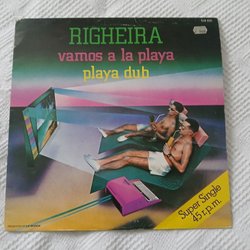 RIGHEIRA
vamos a la playa
playa dub
Super Single
45 r.p.m.